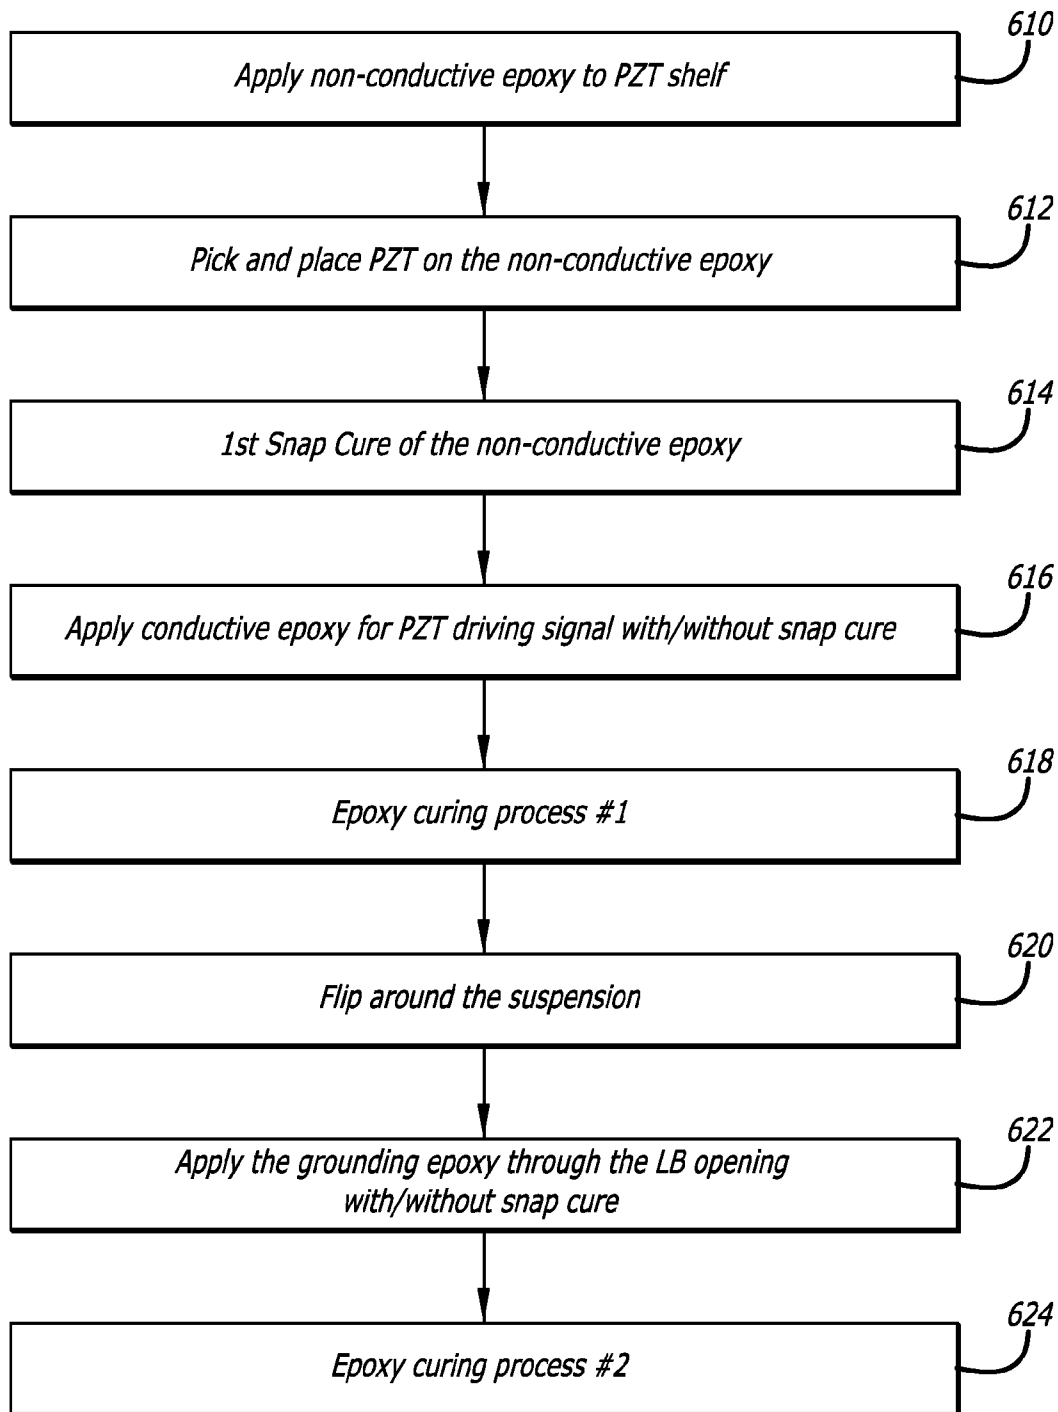 610
Apply non-conductive epoxy to PZT shelf
612
Pick and place PZT on the non-conductive epoxy
614
1st Snap Cure of the non-conductive epoxy
616
Apply conductive epoxy for PZT driving signal with/without snap cure
618
Epoxy curing process #1
620
Flip around the suspension
622
Apply the grounding epoxy through the LB opening
with/without snap cure
624
Epoxy curing process #2